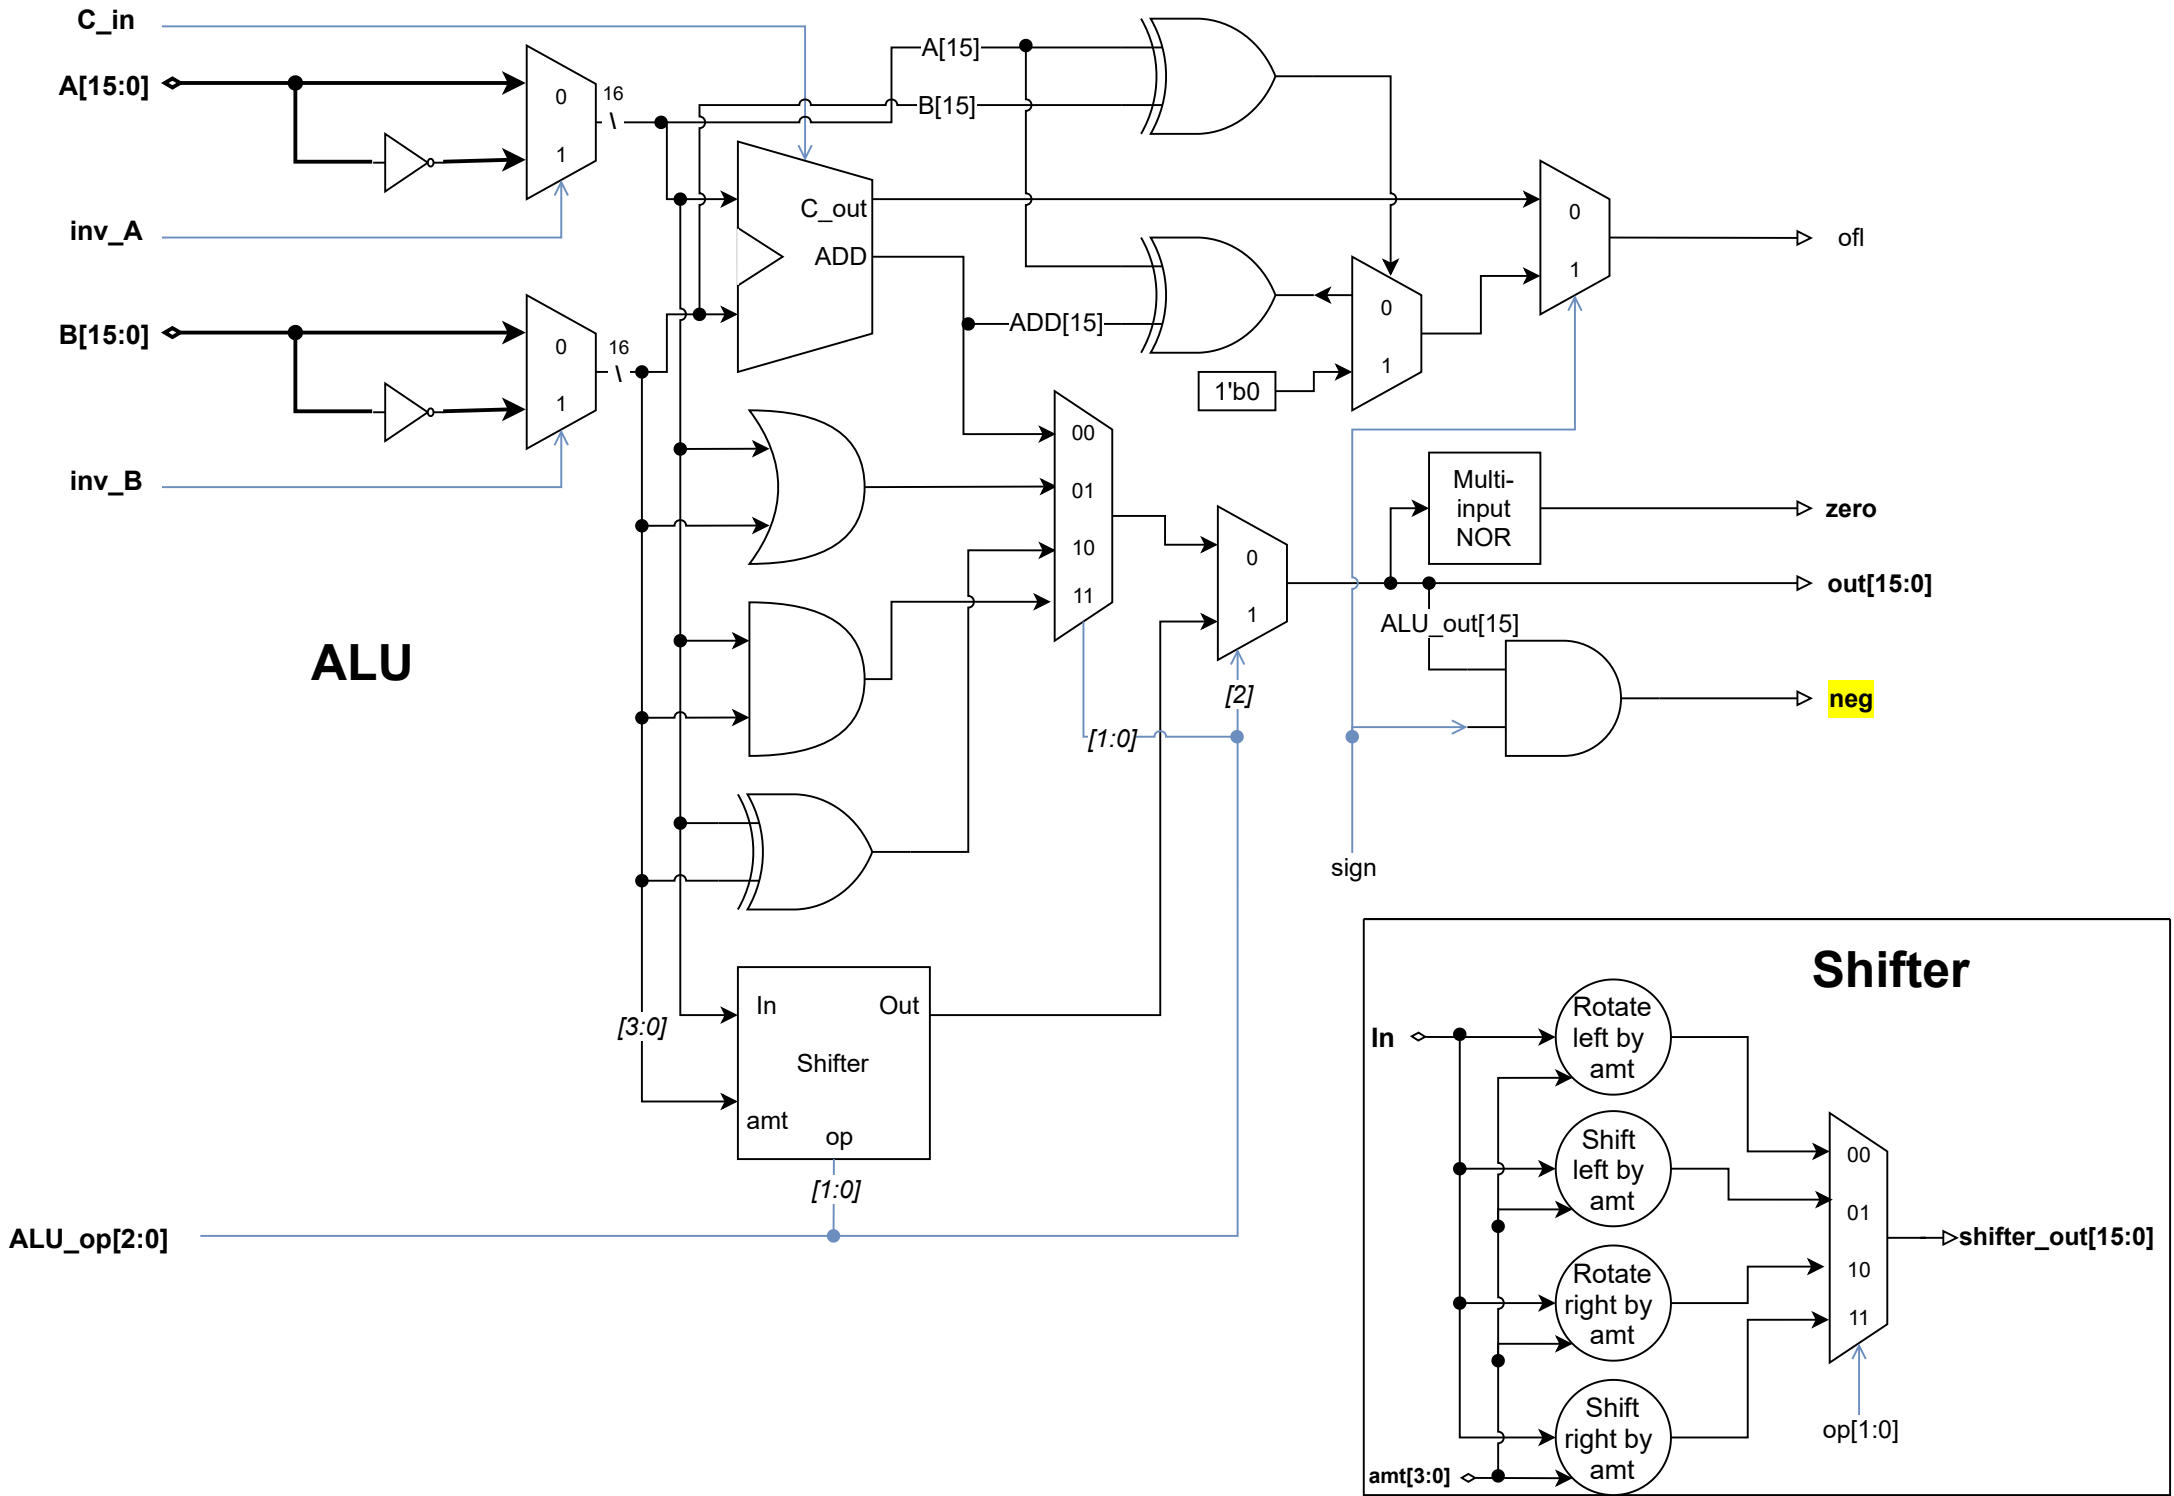 C_in
A[15:0]
0
1
16
\
inv_A
B[15:0]
0
1
16
\
inv_B
A[15]
B[15]
C_out
ADD
ADD[15]
0
1
1'b0
0
1
ofl
00
01
10
11
[1:0]
0
1
[2]
Multi-
input
NOR
zero
out[15:0]
ALU_out[15]
neg
sign
ALU
[3:0]
In
Out
Shifter
amt
op
[1:0]
ALU_op[2:0]
Shifter
In
Rotate
left by
amt
Shift
left by
amt
Rotate
right by
amt
Shift
right by
amt
amt[3:0]
00
01
10
11
op[1:0]
shifter_out[15:0]